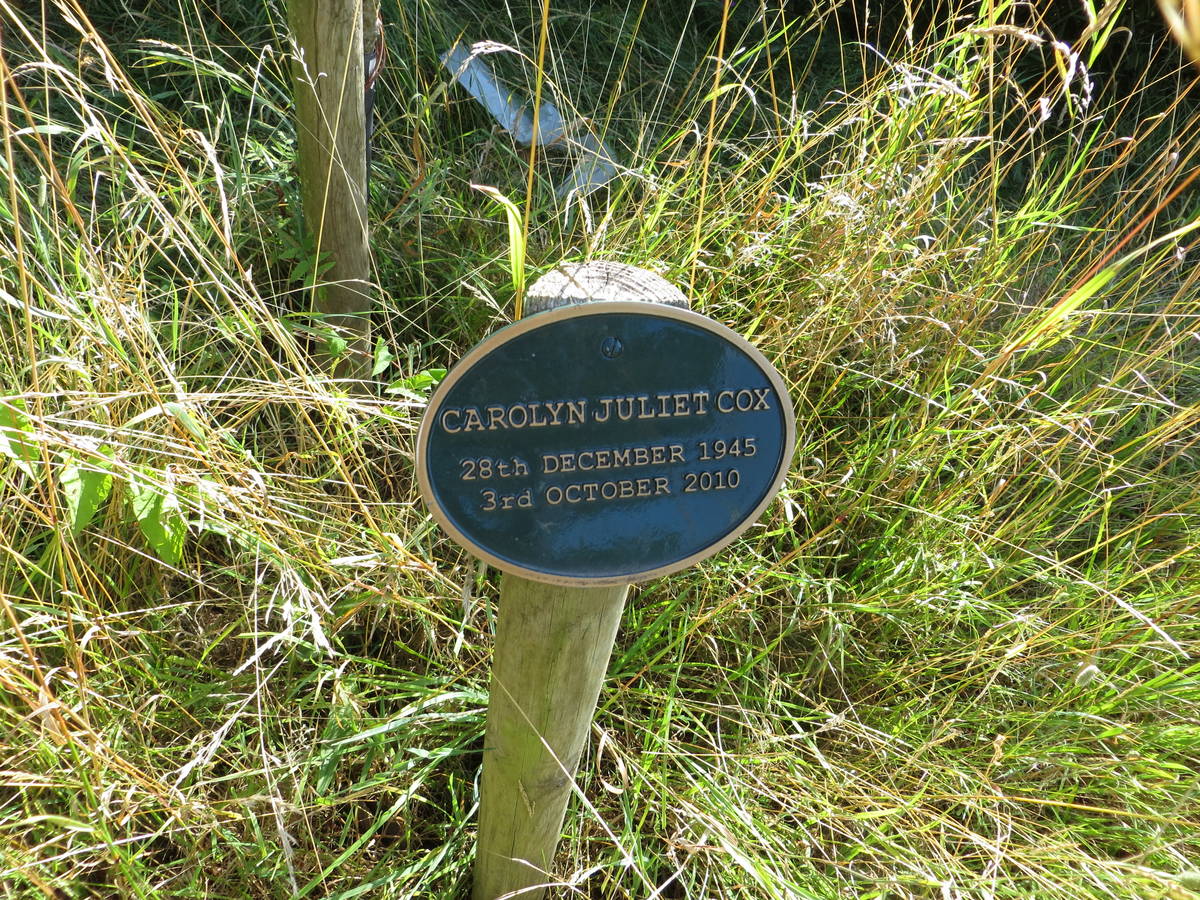 CAROLYN JULIET COX
28th DECEMBER 1945
3rd OCTOBER 2010